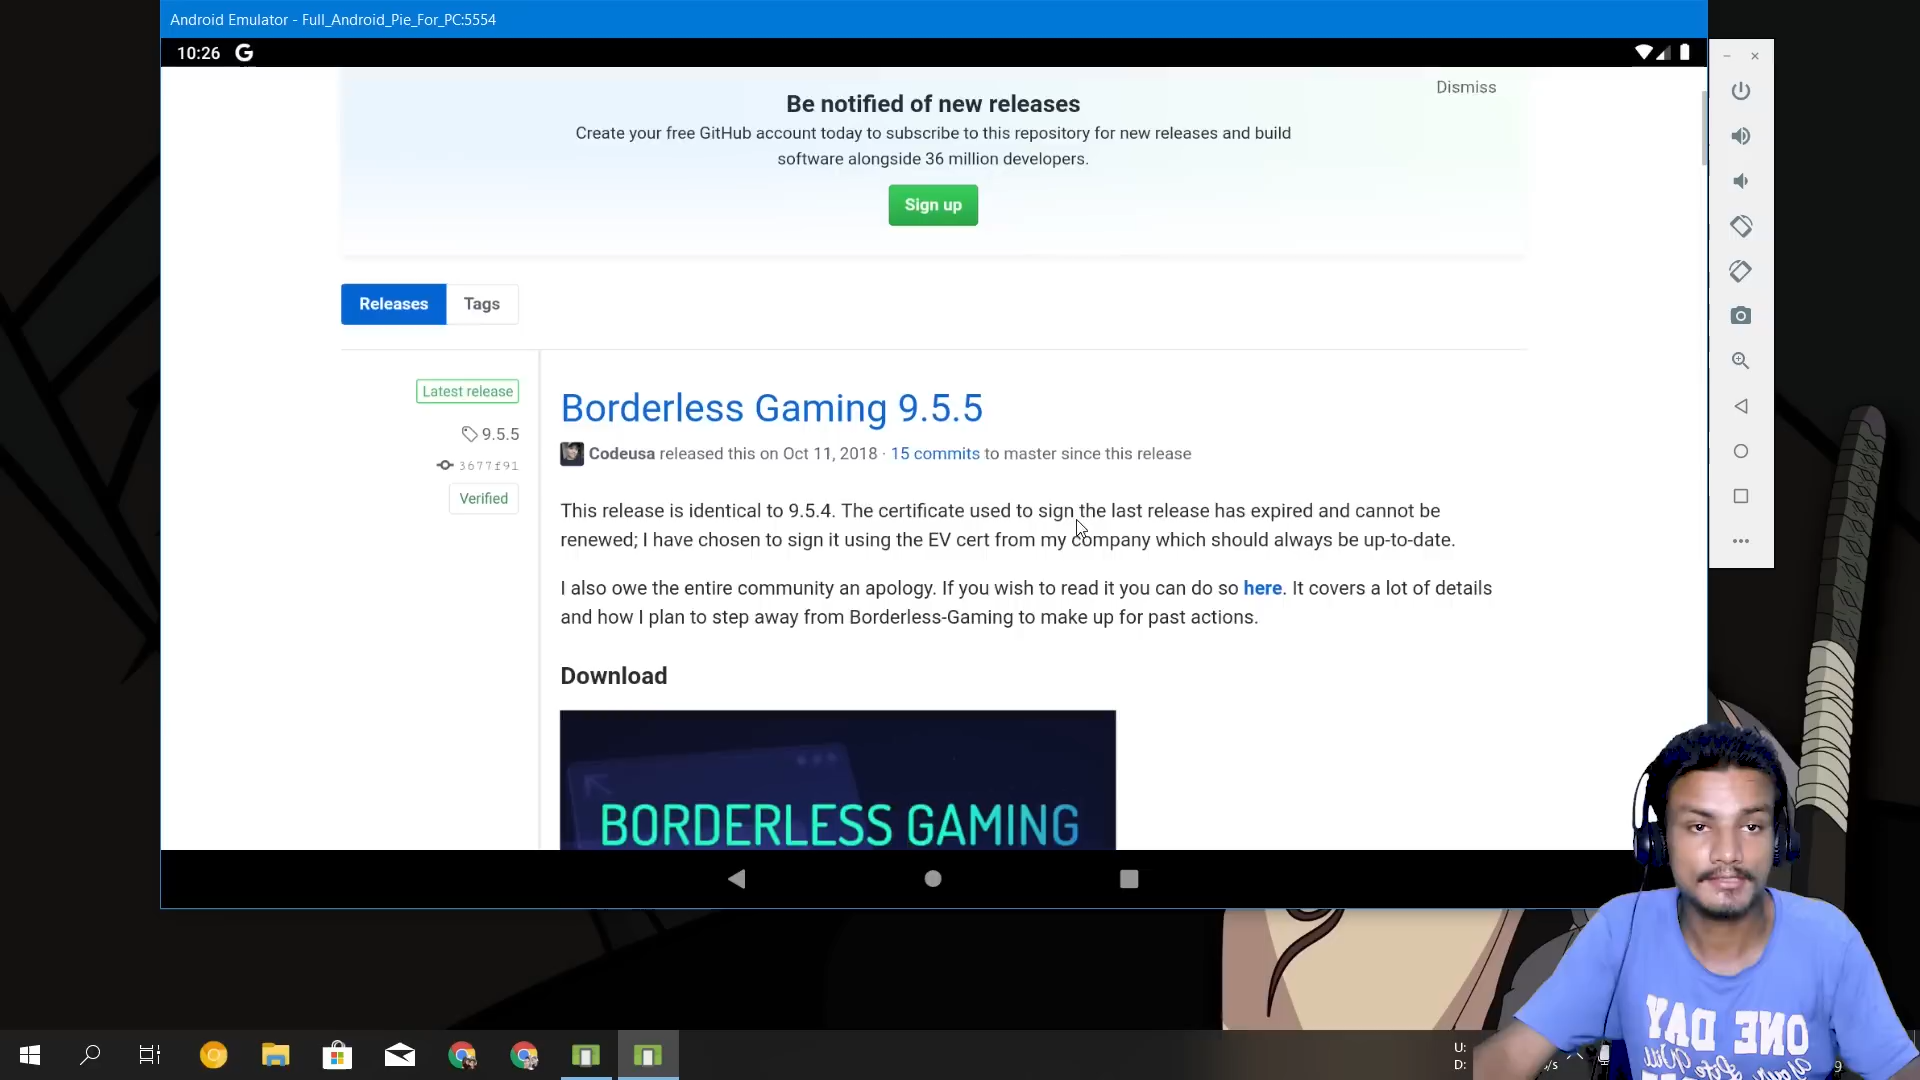 Android Emulator - Full_Android_Pie_For_PC:5554
10:26
Dismiss
Be notified of new releases
Create your free GitHub account today to subscribe to this repository for new releases and build
software alongside 36 million developers.
Sign up
Releases
Tags
Latest release
9.5.5
3677f91
Verified
Borderless Gaming 9.5.5
Codeusa released this on Oct 11, 2018 · 15 commits to master since this release
This release is identical to 9.5.4. The certificate used to sign the last release has expired and cannot be
renewed; I have chosen to sign it using the EV cert from my company which should always be up-to-date.
I also owe the entire community an apology. If you wish to read it you can do so here. It covers a lot of details
and how I plan to step away from Borderless-Gaming to make up for past actions.
Download
BORDERLESS GAMING
ONE DAY
U:
D: